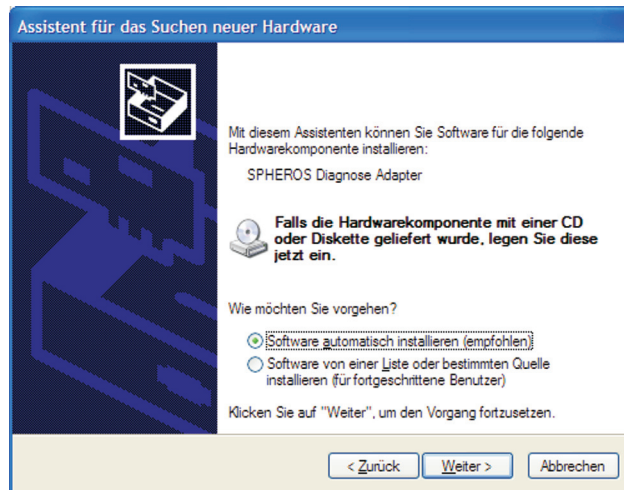 Assistent für das Suchen neuer Hardware
Mit diesem Assistenten können Sie Software für die folgende
Hardwarekomponente installieren:
SPHEROS Diagnose Adapter
Falls die Hardwarekomponente mit einer CD
oder Diskette geliefert wurde, legen Sie diese
jetzt ein.
Wie möchten Sie vorgehen?
Software automatisch installieren (empfohlen)
Software von einer Liste oder bestimmten Quelle
installieren (für fortgeschrittene Benutzer)
Klicken Sie auf "Weiter", um den Vorgang fortzusetzen.
< Zurück Weiter > Abbrechen